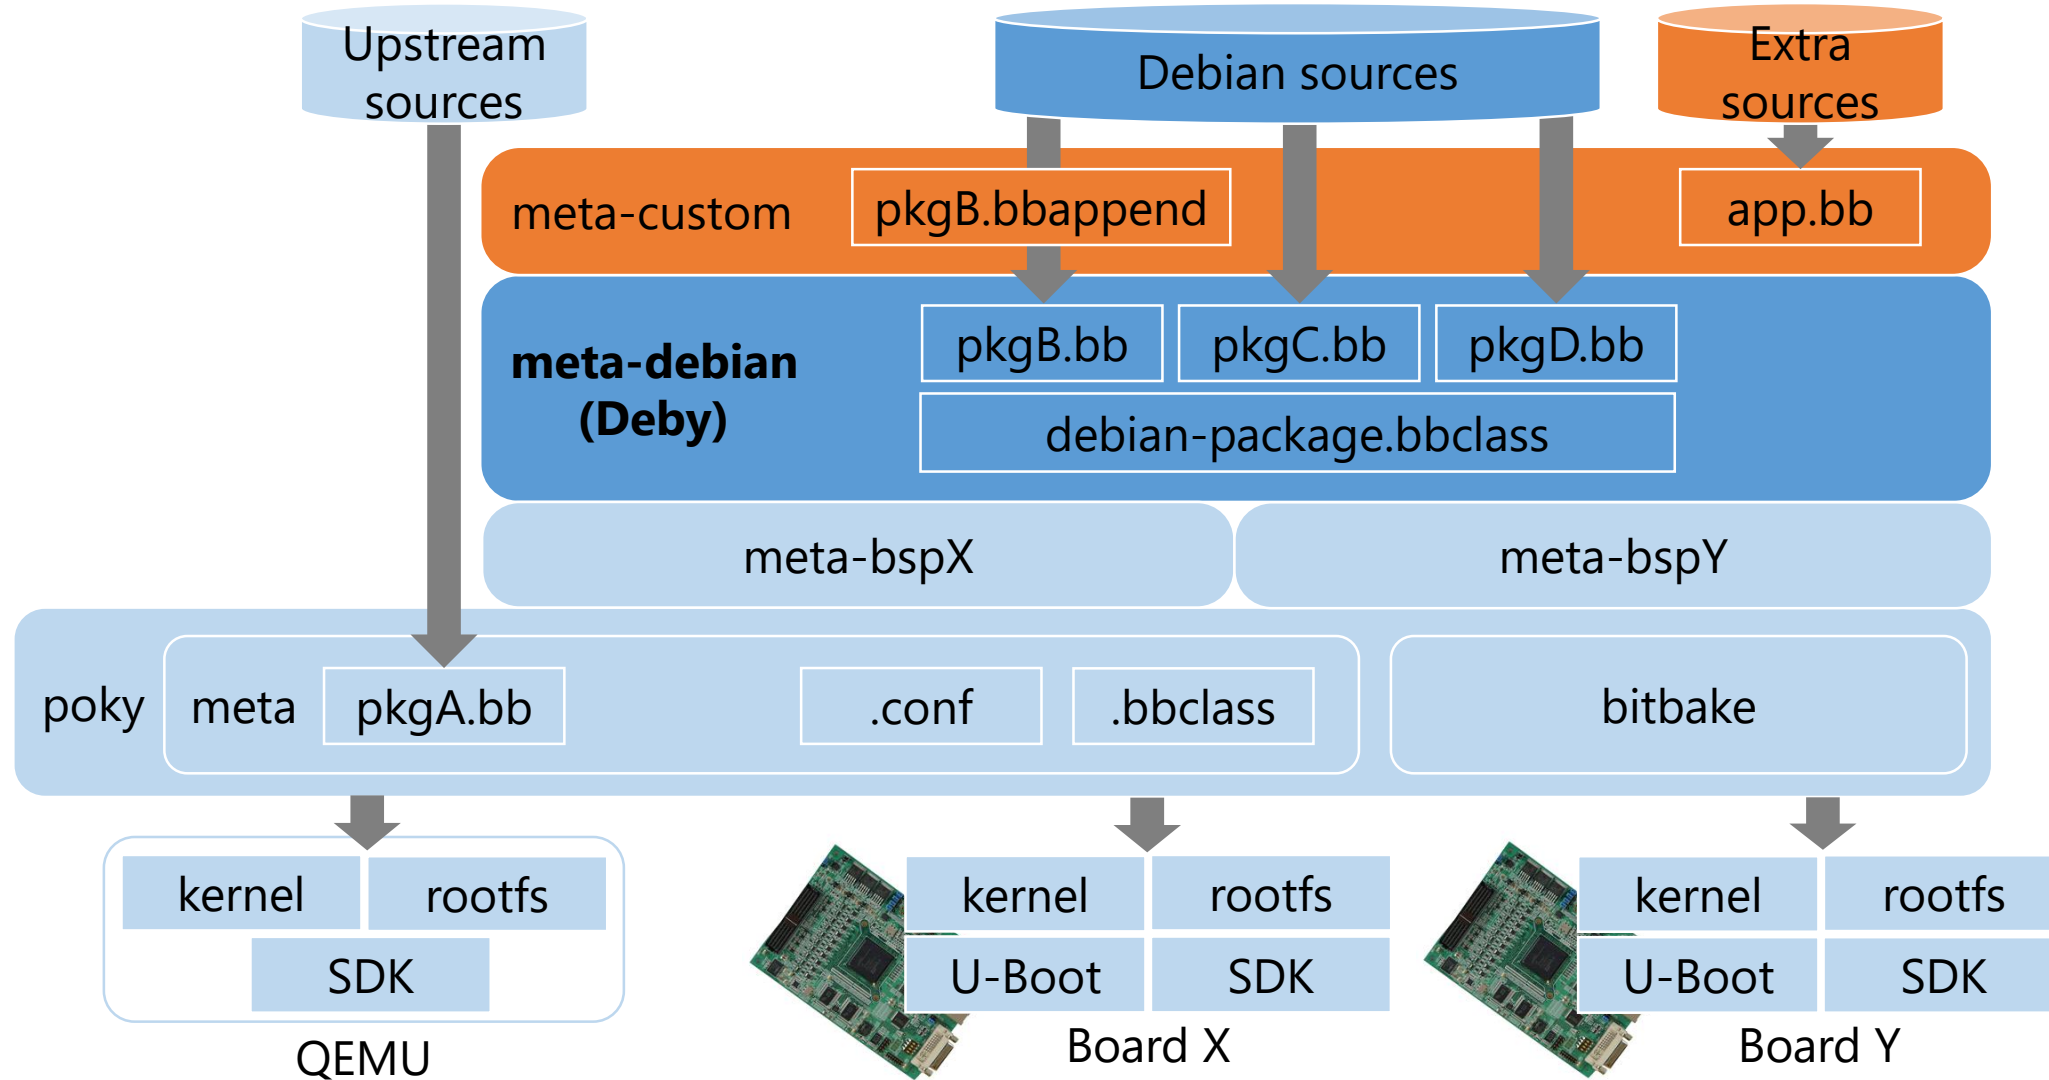 Upstream
sources
Debian sources
Extra
sources
meta-custom
pkgB.bbappend
app.bb
meta-debian
(Deby)
pkgB.bb
pkgC.bb
pkgD.bb
debian-package.bbclass
meta-bspX
meta-bspY
poky
meta
pkgA.bb
.conf
.bbclass
bitbake
kernel
rootfs
SDK
QEMU
kernel
rootfs
U-Boot
SDK
Board X
kernel
rootfs
U-Boot
SDK
Board Y